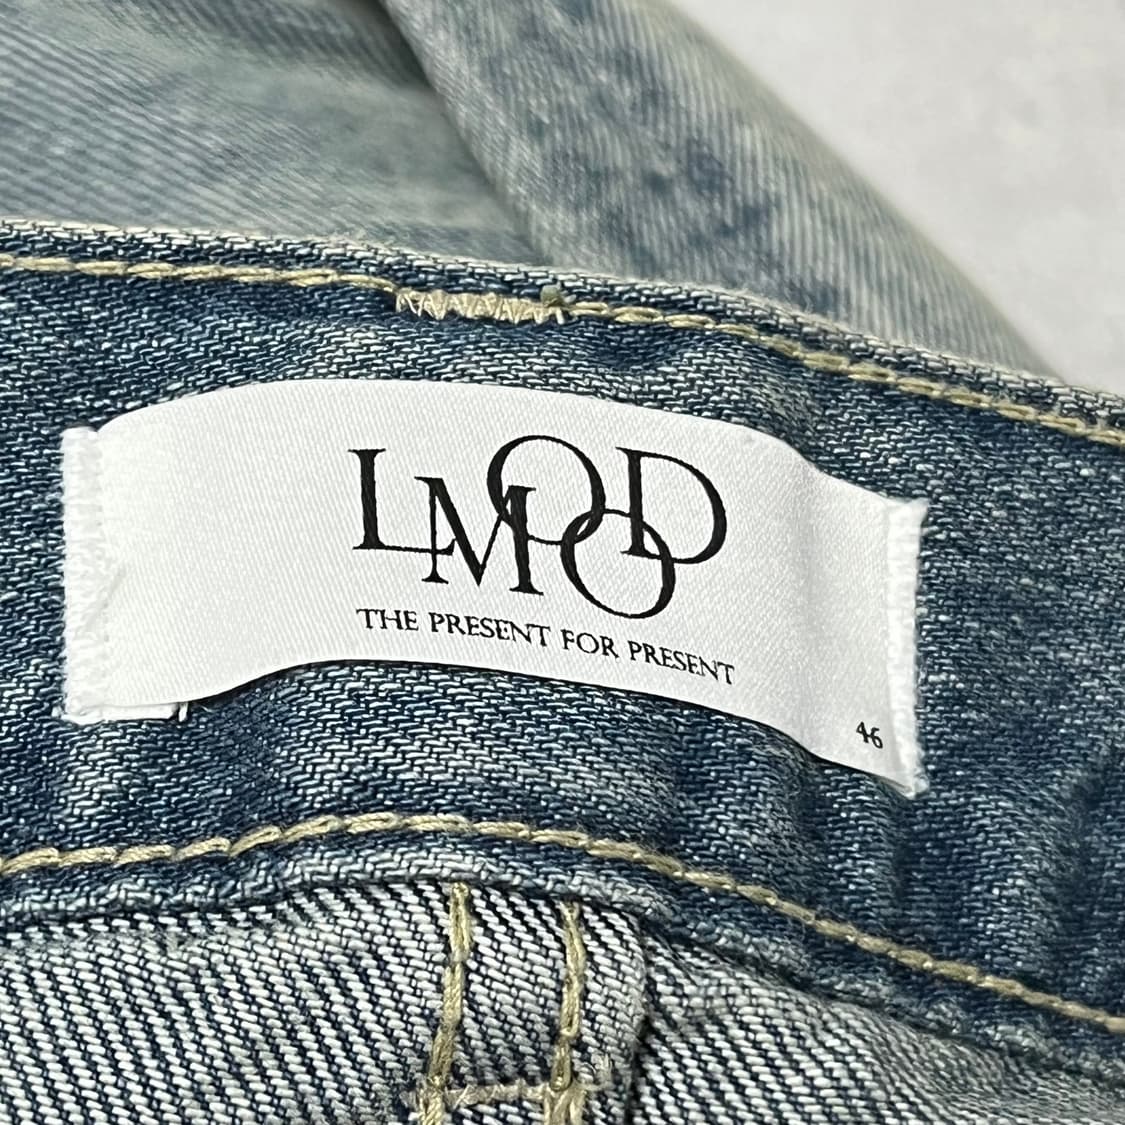 LMOOD
THE PRESENT FOR PRESENT
46